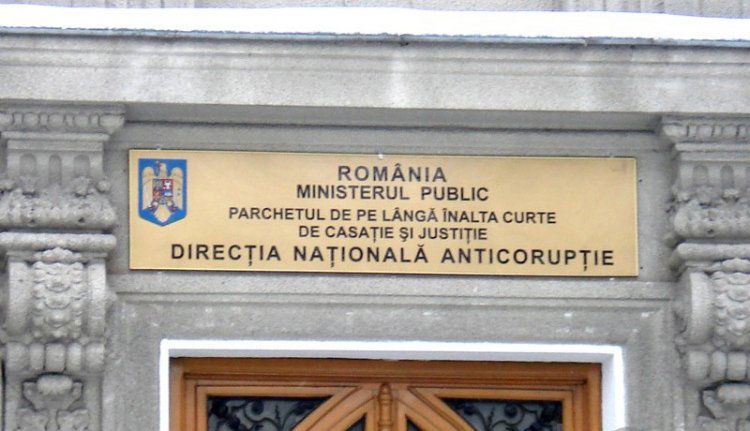 ROMÂNIA
MINISTERUL PUBLIC
PARCHETUL DE PE LÂNGĂ ÎNALTA CURTE
DE CASAȚIE ȘI JUSTIȚIE
DIRECȚIA NAȚIONALĂ ANTICORUPȚIE